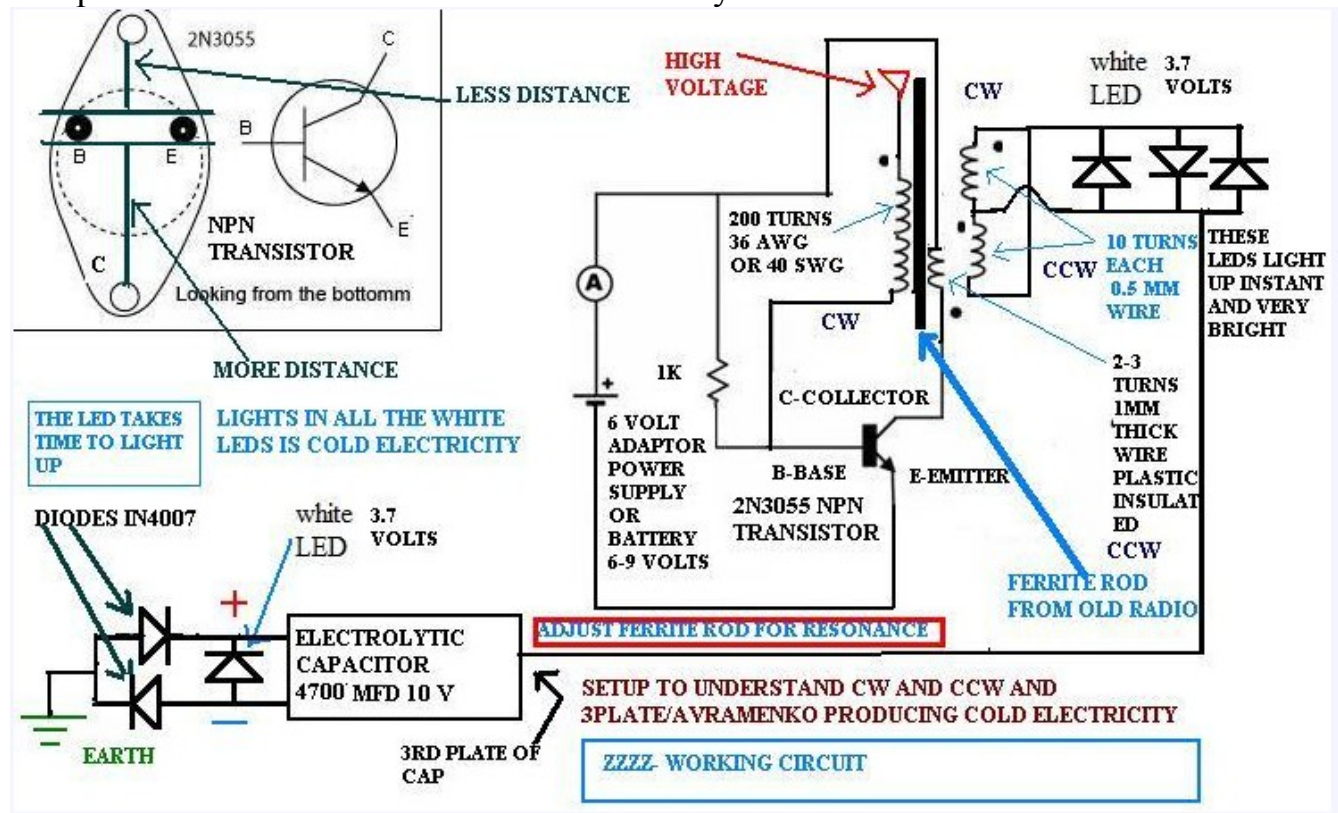 2N3055
C
B
E
B
E
C
NPN
TRANSISTOR
Looking from the bottomm
LESS DISTANCE
MORE DISTANCE
HIGH
VOLTAGE
CW
white 3.7
LED VOLTS
200 TURNS
36 AWG
OR 40 SWG
CW
CCW
10 TURNS
EACH
0.5 MM
WIRE
THESE
LEDS LIGHT
UP INSTANT
AND VERY
BRIGHT
A
1K
+
6 VOLT
ADAPTOR
POWER
SUPPLY
OR
BATTERY
6-9 VOLTS
C-COLLECTOR
B-BASE
E-EMITTER
2N3055 NPN
TRANSISTOR
2-3
TURNS
1MM
THICK
WIRE
PLASTIC
INSULAT
ED
CCW
FERRITE ROD
FROM OLD RADIO
THE LED TAKES
TIME TO LIGHT
UP
LIGHTS IN ALL THE WHITE
LEDS IS COLD ELECTRICITY
DIODES IN4007
white 3.7
LED VOLTS
+
−
ELECTROLYTIC
CAPACITOR
4700 MFD 10 V
EARTH
3RD PLATE OF
CAP
ADJUST FERRITE ROD FOR RESONANCE
SETUP TO UNDERSTAND CW AND CCW AND
3PLATE/AVRAMENKO PRODUCING COLD ELECTRICITY
ZZZZ- WORKING CIRCUIT